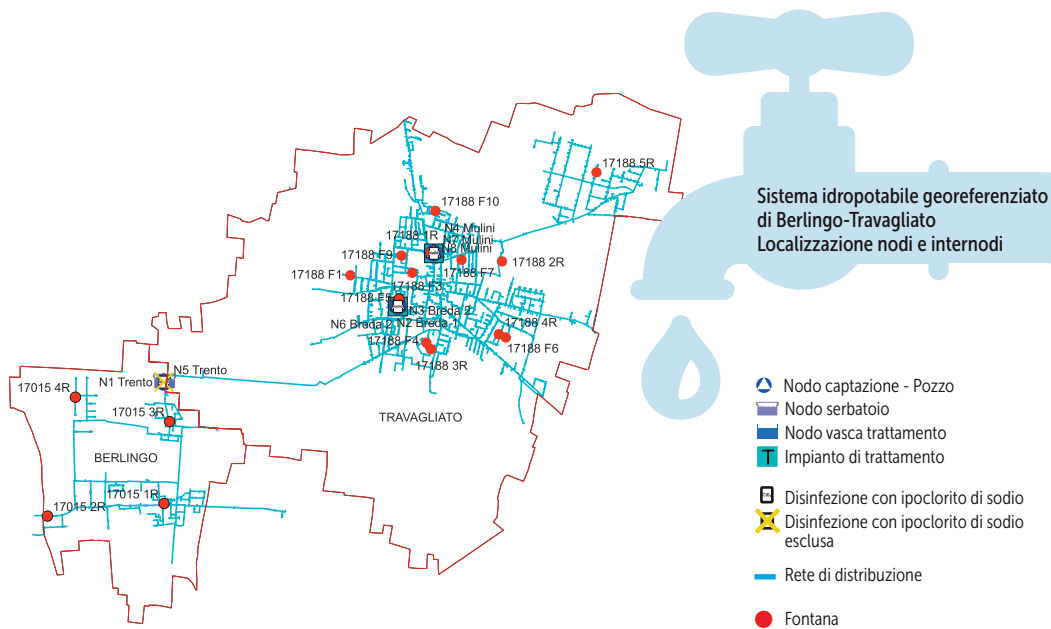 Sistema idropotabile georeferenziato
di Berlingo-Travagliato
Localizzazione nodi e internodi
17188 5R
17188 F10
N4 Mulini
17188 1R
N7 Mulini
N8 Mulini
17188 F9
17188 2R
17188 F1
17188 F7
17188 F3
17188 F5
N3 Breda 2
N6 Breda 2
N2 Breda 1
17188 4R
17188 F4
17188 F6
17188 3R
N5 Trento
N1 Trento
17015 4R
17015 3R
TRAVAGLIATO
BERLINGO
17015 1R
17015 2R
Nodo captazione - Pozzo
Nodo serbatoio
Nodo vasca trattamento
T Impianto di trattamento
Disinfezione con ipoclorito di sodio
Disinfezione con ipoclorito di sodio
esclusa
Rete di distribuzione
Fontana